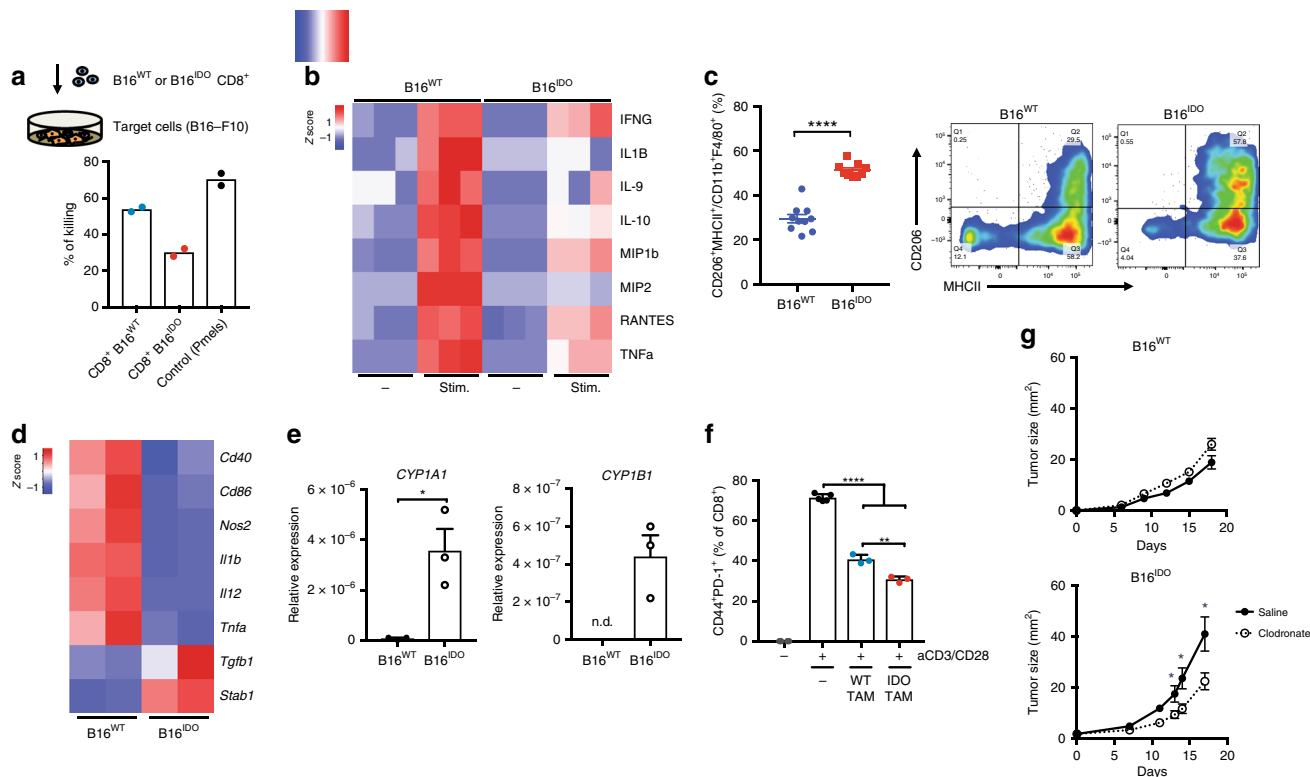 a
B16WT or B16IDO CD8+
Target cells (B16–F10)
% of killing
80
60
40
20
0
CD8+ B16WT
CD8+ B16IDO
Control (Pmels)
b
B16WT
B16IDO
Z score
1
−1
IFNG
IL1B
IL-9
IL-10
MIP1b
MIP2
RANTES
TNFa
–
Stim.
–
Stim.
c
CD206+MHCII+/CD11b+F4/80+ (%)
80
60
40
20
0
****
B16WT
B16IDO
B16WT
B16IDO
Q1
0.25
Q2
29.5
Q4
12.1
Q3
58.2
Q1
0.55
Q2
57.8
Q4
4.04
Q3
37.6
CD206
MHCII
d
Z score
1
−1
Cd40
Cd86
Nos2
Il1b
Il12
Tnfa
Tgfb1
Stab1
B16WT
B16IDO
e
CYP1A1
Relative expression
6 × 10−6
4 × 10−6
2 × 10−6
0
*
B16WT
B16IDO
CYP1B1
Relative expression
8 × 10−7
6 × 10−7
4 × 10−7
2 × 10−7
0
n.d.
B16WT
B16IDO
f
CD44+PD-1+ (% of CD8+)
80
60
40
20
0
****
**
– + + + aCD3/CD28
– WT IDO
TAM TAM
g
B16WT
Tumor size (mm2)
60
40
20
0
0 5 10 15 20
Days
B16IDO
Tumor size (mm2)
60
40
20
0
* * *
0 5 10 15 20
Days
Saline
Clodronate